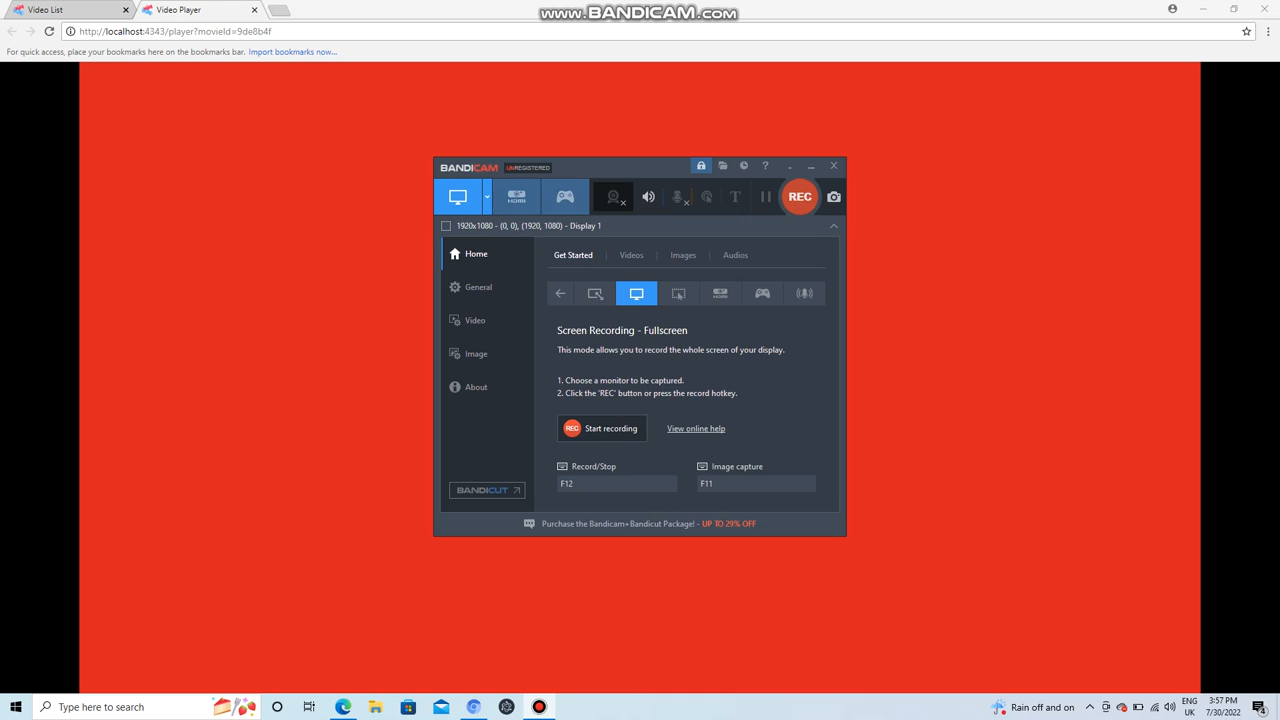 Video List
Video Player
www.BANDICAM.com
http://localhost:4343/player?movieId=9de8b4f
For quick access, place your bookmarks here on the bookmarks bar. Import bookmarks now...
BANDICAM UNREGISTERED
HDMI
REC
1920x1080 - (0, 0), (1920, 1080) - Display 1
Home
General
Video
Image
About
BANDICUT
Get Started
Videos
Images
Audios
HDMI
Screen Recording - Fullscreen
This mode allows you to record the whole screen of your display.
1. Choose a monitor to be captured.
2. Click the 'REC' button or press the record hotkey.
REC Start recording
View online help
Record/Stop
Image capture
F12
F11
Purchase the Bandicam+Bandicut Package! - UP TO 29% OFF
Type here to search
Rain off and on
ENG
UK
3:57 PM
7/30/2022
4